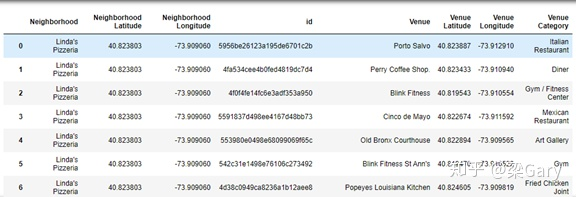 Neighborhood Neighborhood Latitude Neighborhood Longitude id Venue Venue Latitude Venue Longitude Venue Category
0 Linda's Pizzeria 40.823803 -73.909060 5956be26123a195de6701c2b Porto Salvo 40.823887 -73.912910 Italian Restaurant
1 Linda's Pizzeria 40.823803 -73.909060 4fa534cee4b0fed4819dc7d4 Perry Coffee Shop. 40.823433 -73.910940 Diner
2 Linda's Pizzeria 40.823803 -73.909060 4f0f4fe14fc6e3adf353a950 Blink Fitness 40.819543 -73.910554 Gym / Fitness Center
3 Linda's Pizzeria 40.823803 -73.909060 5591837d498ee4167d48bb73 Cinco de Mayo 40.822674 -73.911592 Mexican Restaurant
4 Linda's Pizzeria 40.823803 -73.909060 553980e0498e68099069f65c Old Bronx Courthouse 40.822894 -73.909565 Art Gallery
5 Linda's Pizzeria 40.823803 -73.909060 542c31e1498e76106c273492 Blink Fitness St Ann's Gym
6 Linda's Pizzeria 40.823803 -73.909060 4d38c0949ca8236a1b12aee8 Popeyes Louisiana Kitchen 40.824605 -73.909819 Fried Chicken Joint
知乎 @梁Gary